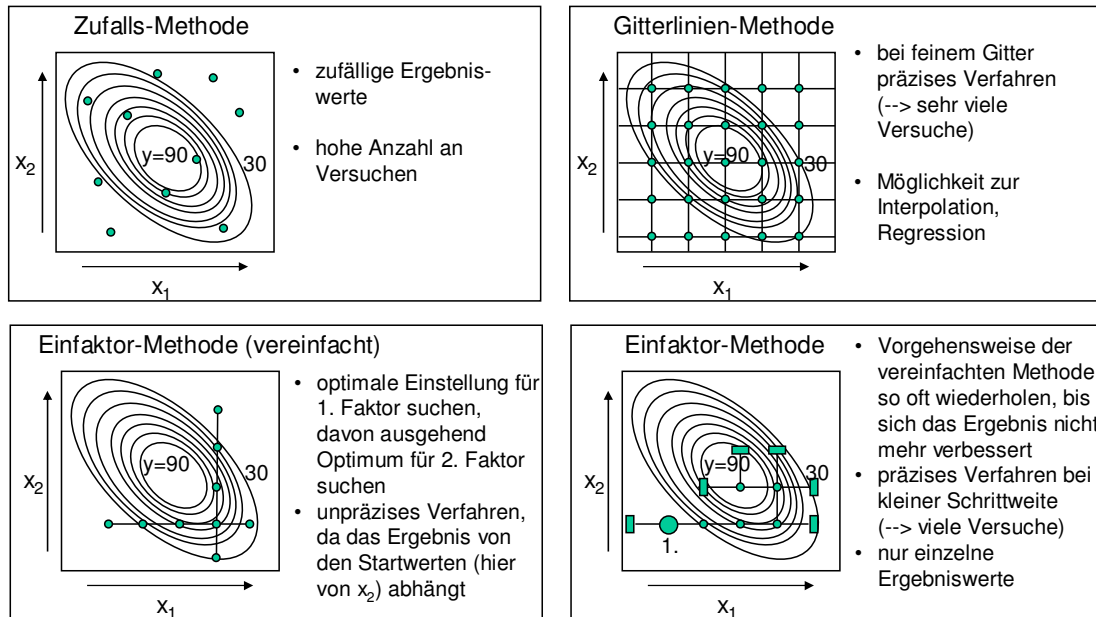 Zufalls-Methode
x2
y=90
30
x1
• zufällige Ergebnis-
werte
• hohe Anzahl an
Versuchen
Gitterlinien-Methode
x2
y=90
30
x1
• bei feinem Gitter
präzises Verfahren
(--> sehr viele
Versuche)
• Möglichkeit zur
Interpolation,
Regression
Einfaktor-Methode (vereinfacht)
x2
y=90
30
x1
• optimale Einstellung für
1. Faktor suchen,
davon ausgehend
Optimum für 2. Faktor
suchen
• unpräzises Verfahren,
da das Ergebnis von
den Startwerten (hier
von x2) abhängt
Einfaktor-Methode
x2
y=90
30
1.
x1
• Vorgehensweise der
vereinfachten Methode
so oft wiederholen, bis
sich das Ergebnis nicht
mehr verbessert
• präzises Verfahren bei
kleiner Schrittweite
(--> viele Versuche)
• nur einzelne
Ergebniswerte